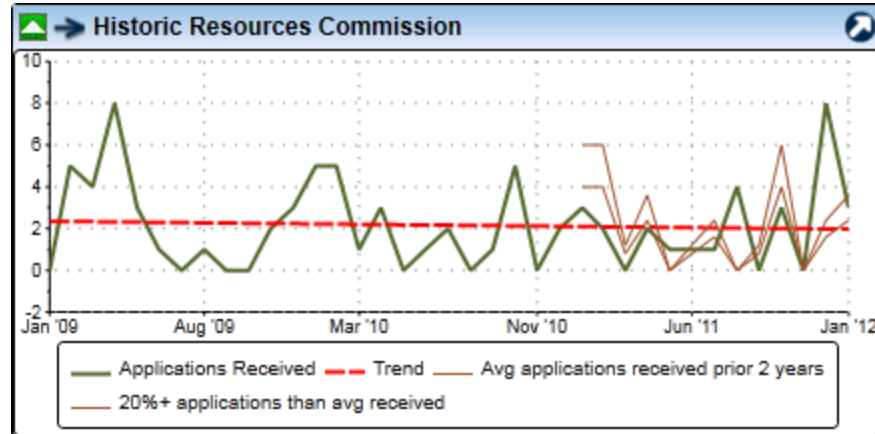 Historic Resources Commission
10
8
6
4
2
0
-2
Jan '09 Aug '09 Mar '10 Nov '10 Jun '11 Jan '12
Applications Received Trend Avg applications received prior 2 years
20%+ applications than avg received